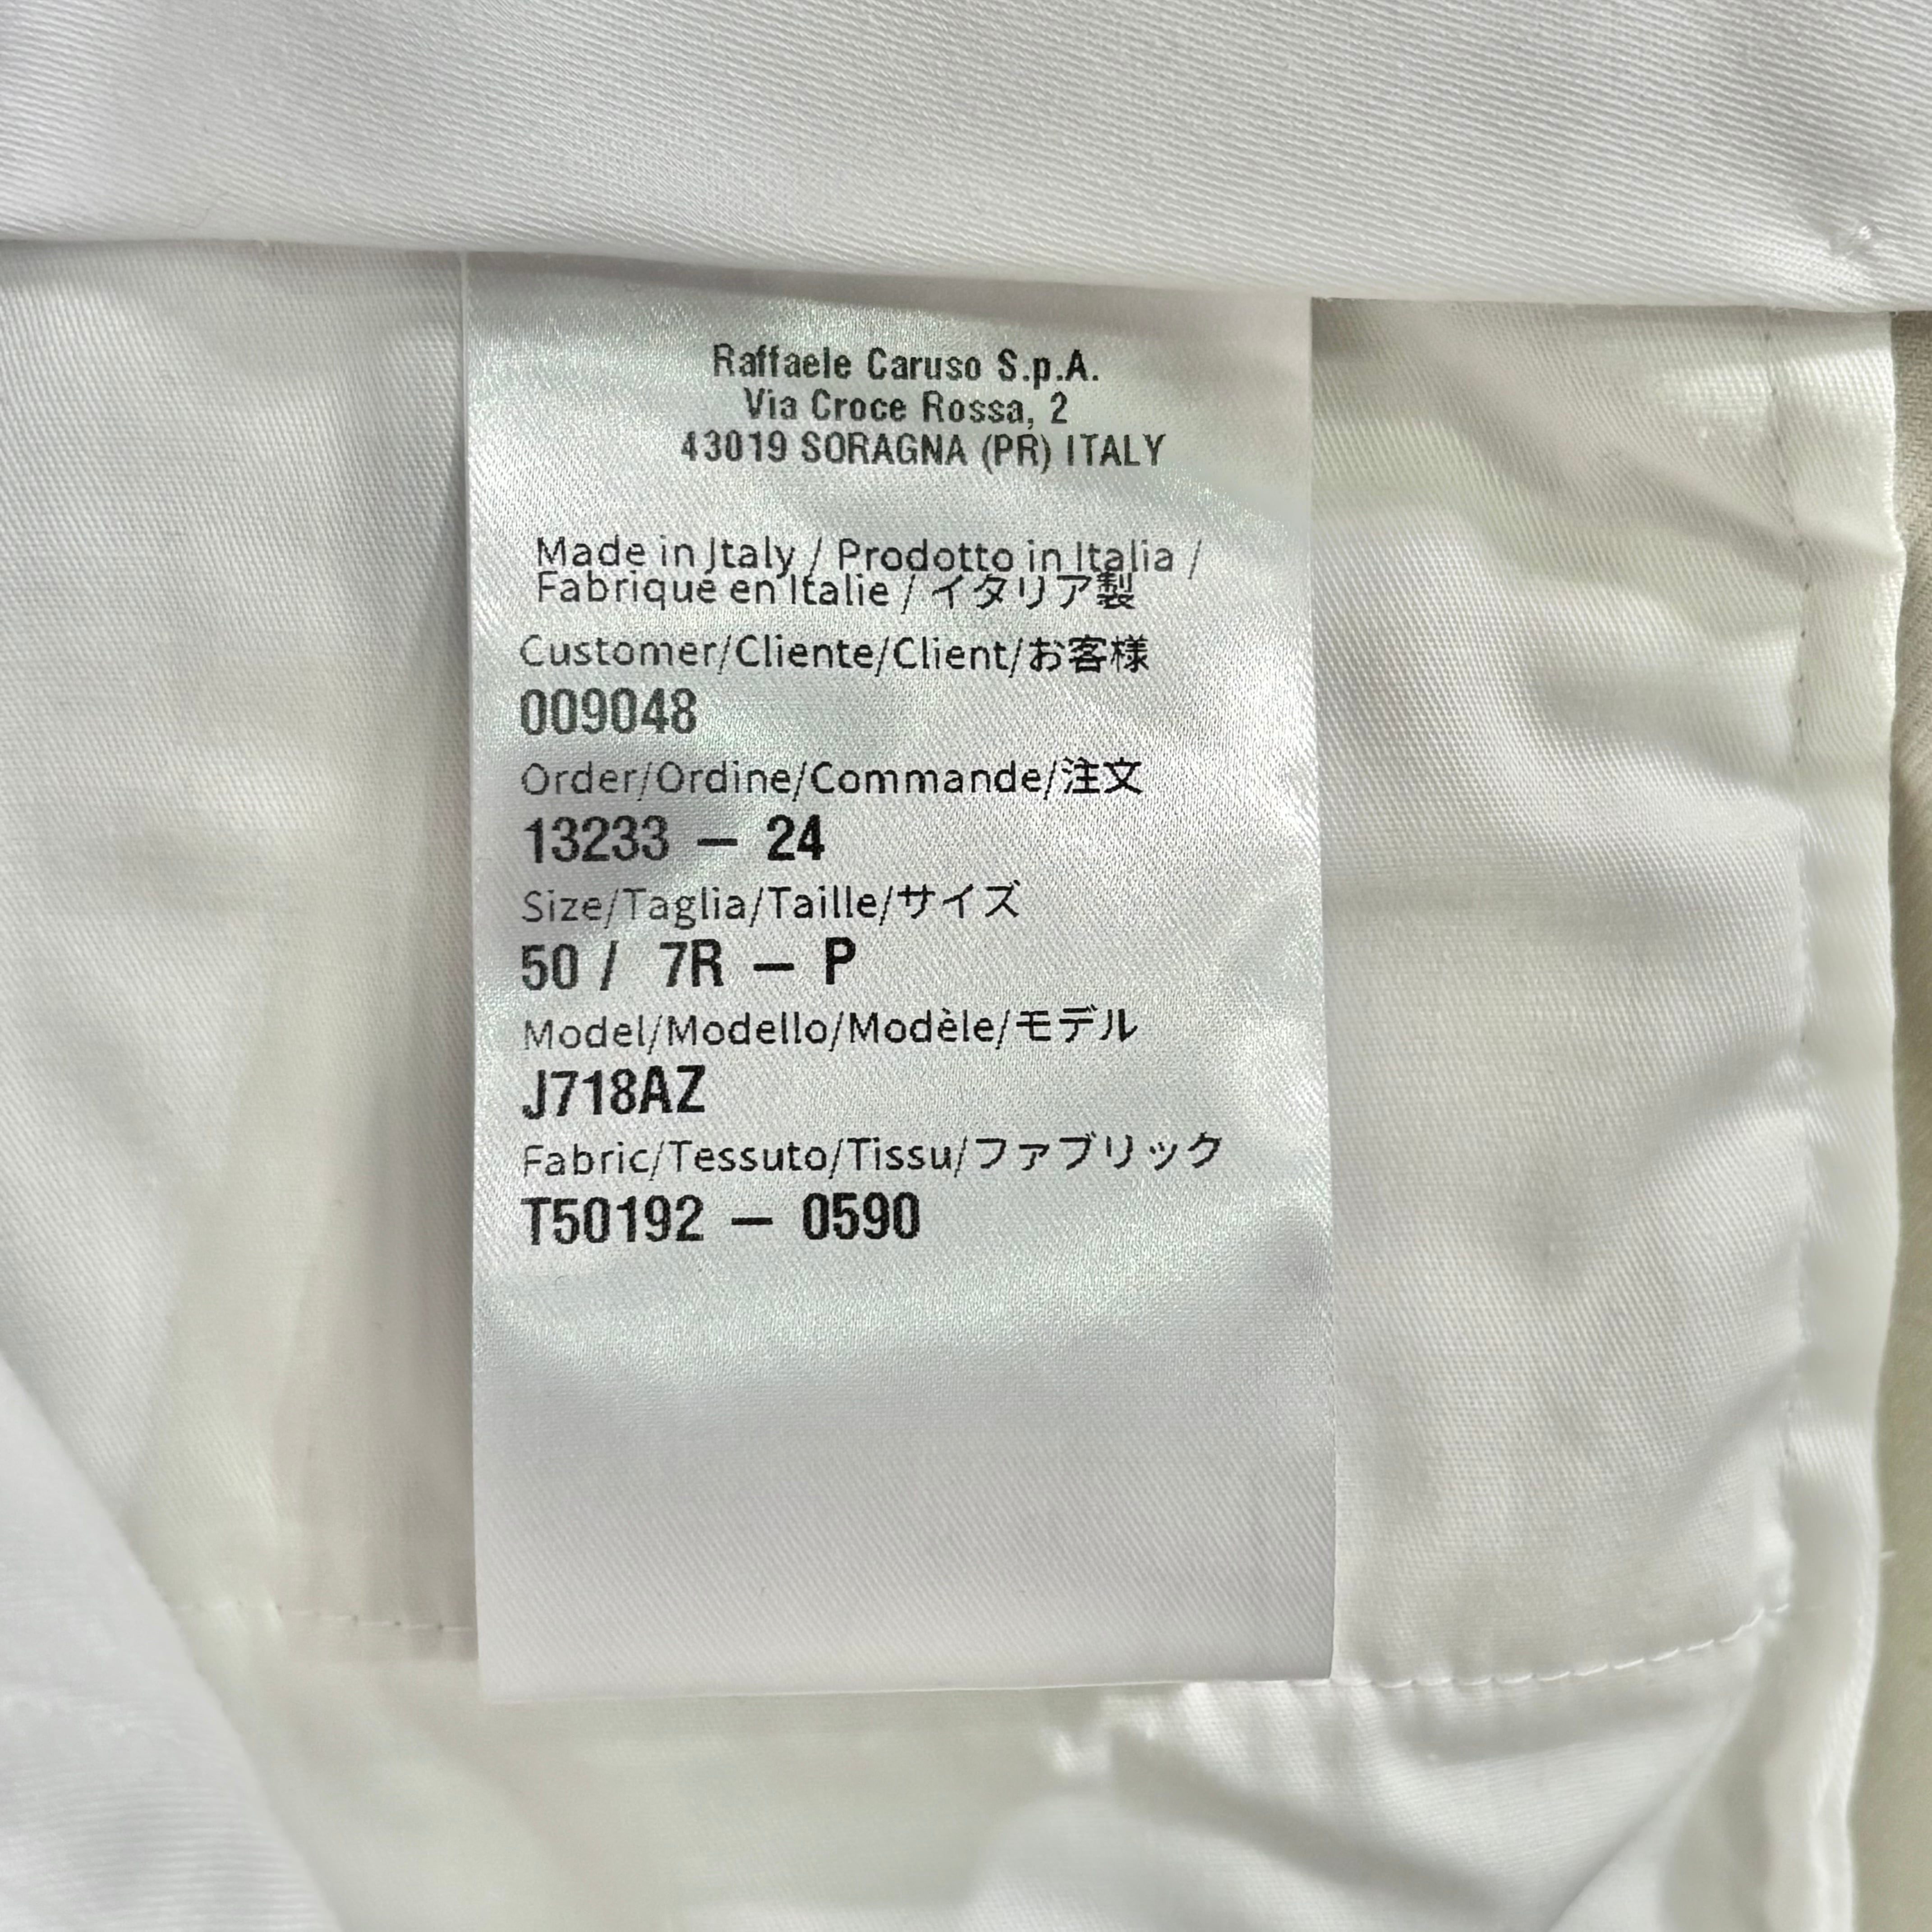 Raffaele Caruso S.p.A.
Via Croce Rossa, 2
43019 SORAGNA (PR) ITALY
Made in Italy / Prodotto in Italia /
Fabriqué en Italie / イタリア製
Customer/Cliente/Client/お客様
009048
Order/Ordine/Commande/注文
13233 – 24
Size/Taglia/Taille/サイズ
50 / 7R – P
Model/Modello/Modèle/モデル
J718AZ
Fabric/Tessuto/Tissu/ファブリック
T50192 – 0590